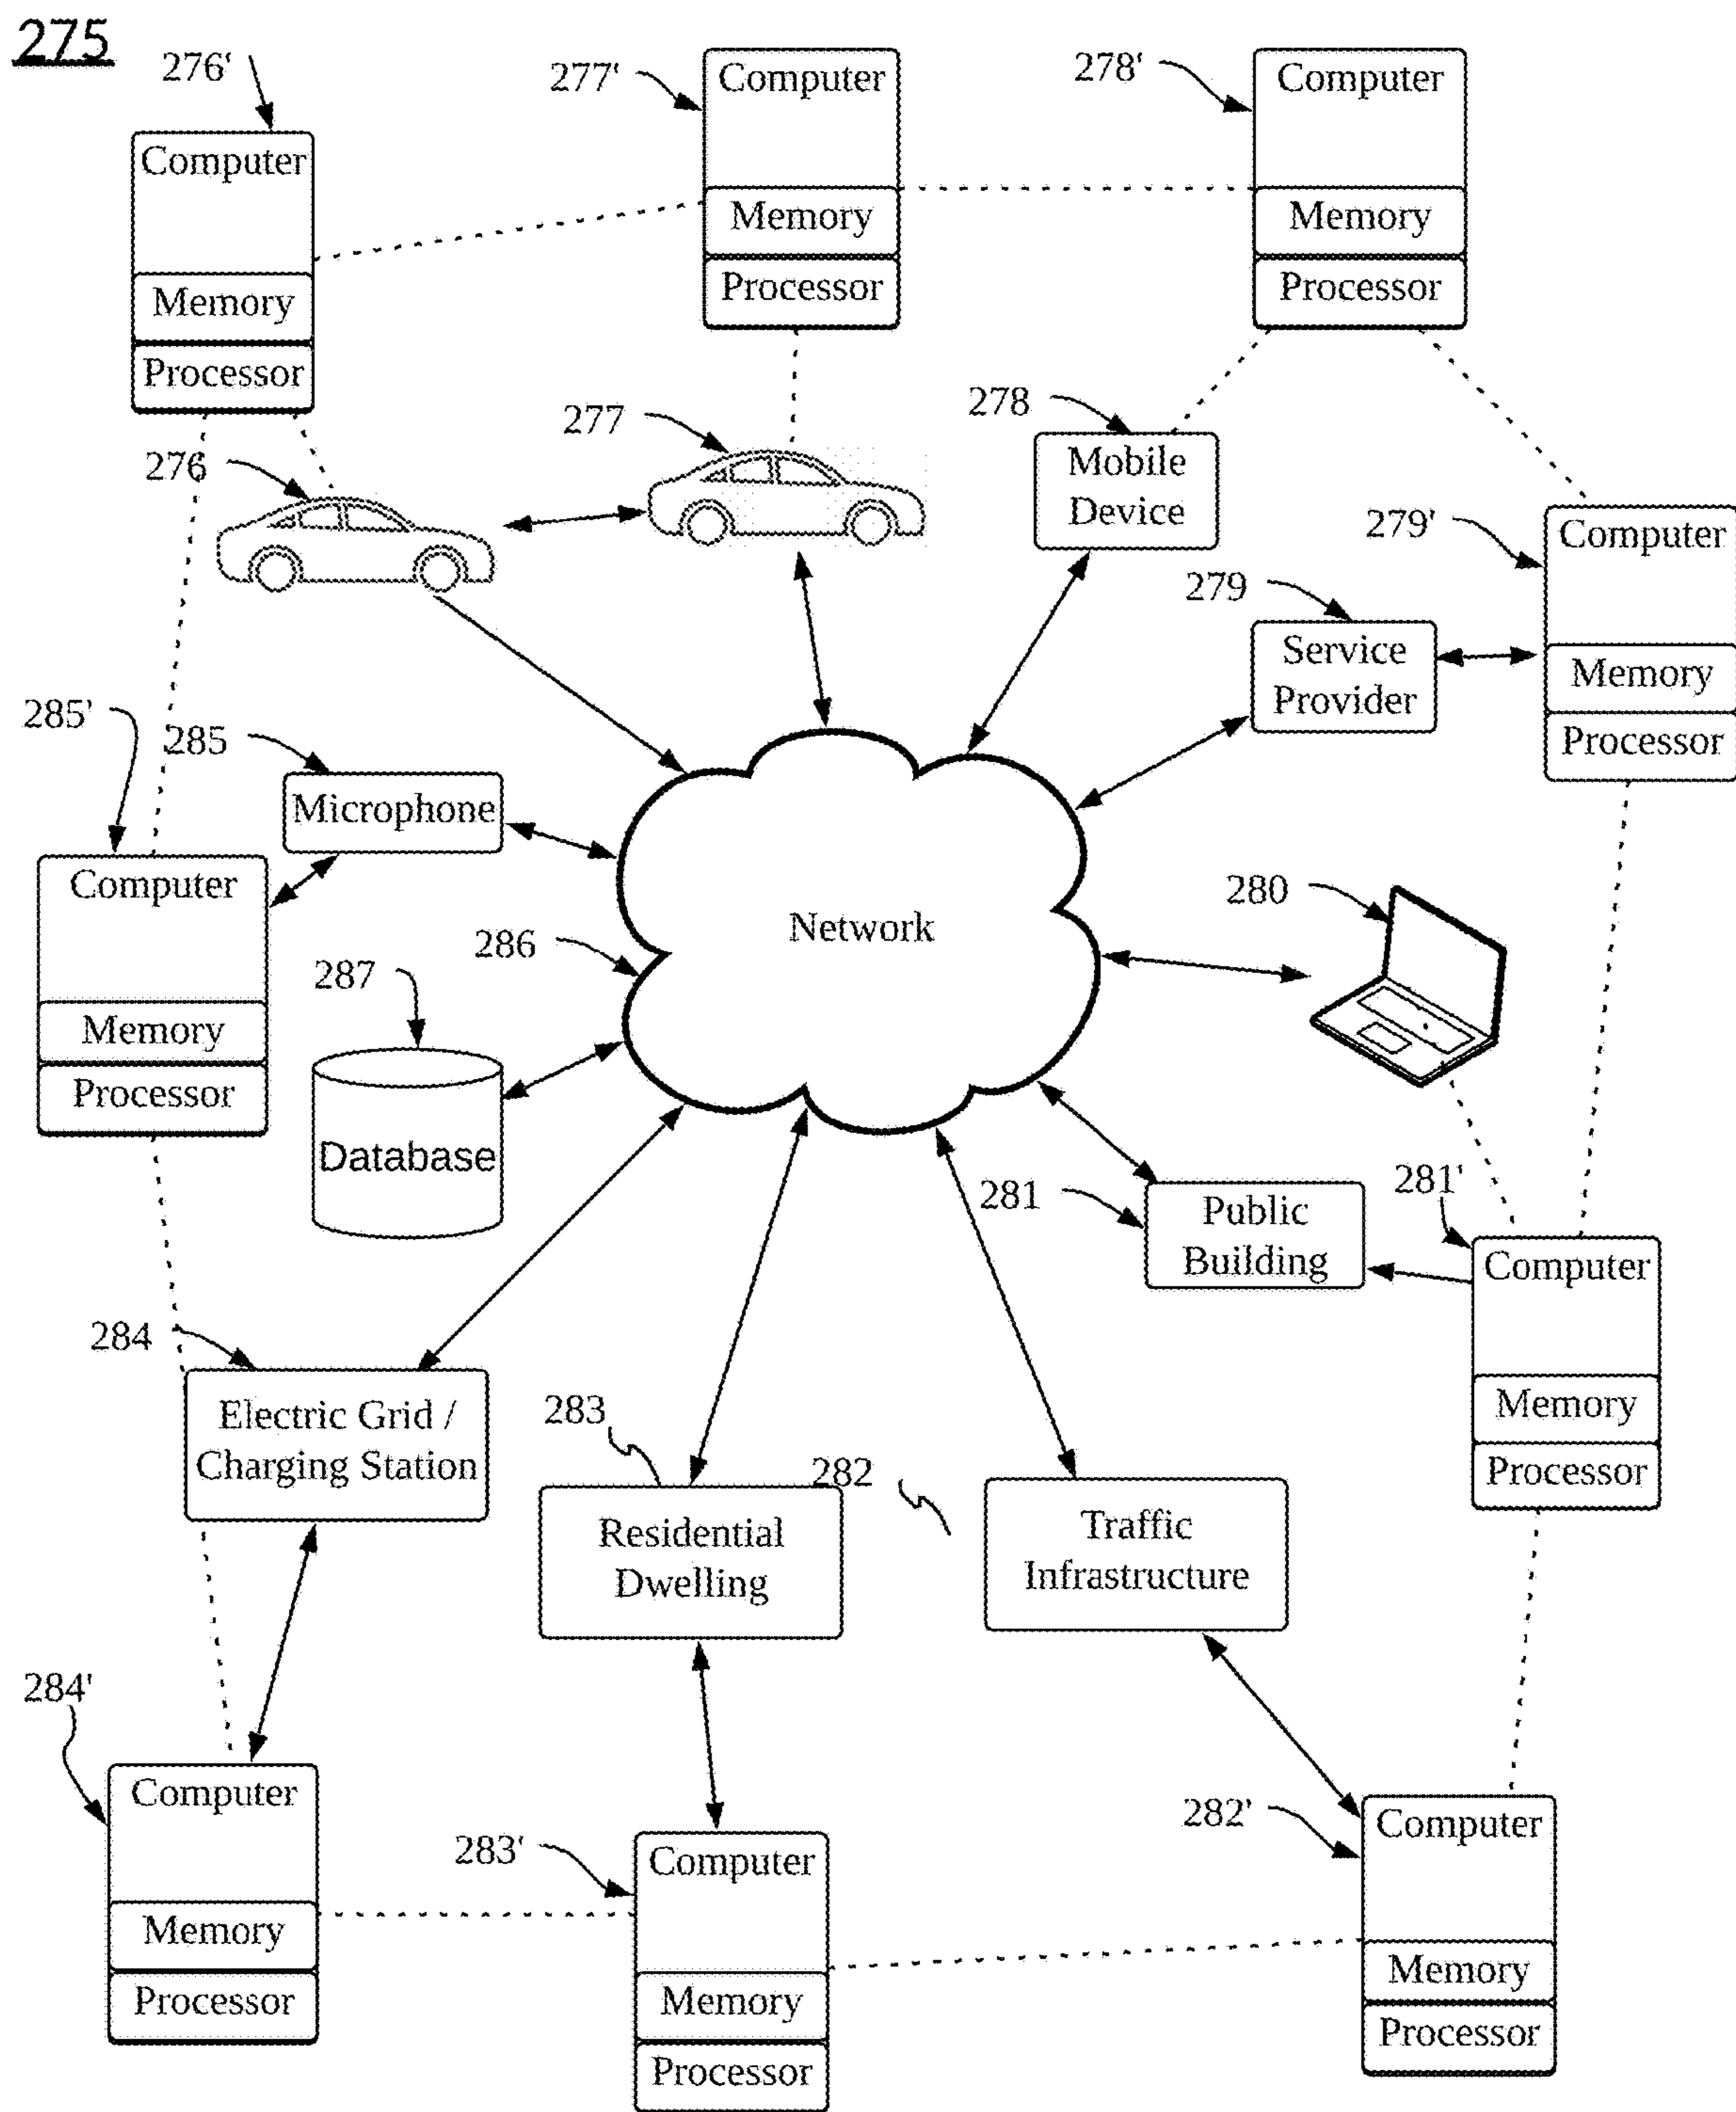 275
276'
277'
278'
Computer
Memory
Processor
Computer
Memory
Processor
Computer
Memory
Processor
276
277
278
Mobile
Device
279'
Computer
Memory
Processor
279
Service
Provider
285'
285
Microphone
Computer
Memory
Processor
Network
286
287
Database
280
281
Public
Building
281'
Computer
Memory
Processor
284
Electric Grid /
Charging Station
283
Residential
Dwelling
282
Traffic
Infrastructure
284'
Computer
Memory
Processor
283'
Computer
Memory
Processor
282'
Computer
Memory
Processor